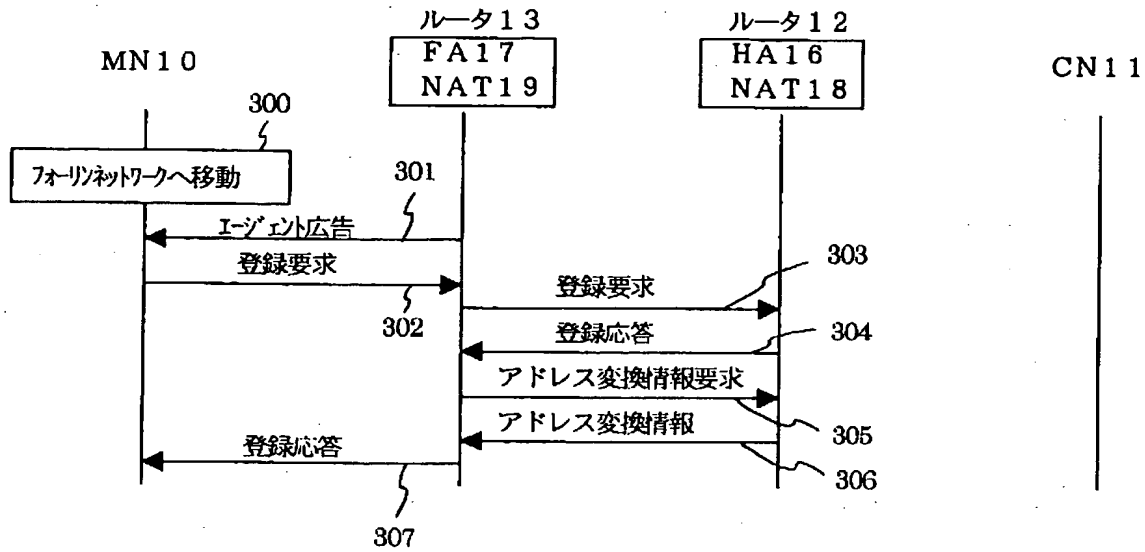 ルータ13
ルータ12
MN10
FA17
NAT19
HA16
NAT18
CN11
300
フォーリンネットワークへ移動
301
エージェント広告
登録要求
302
登録要求
303
登録応答
304
アドレス変換情報要求
305
アドレス変換情報
306
登録応答
307